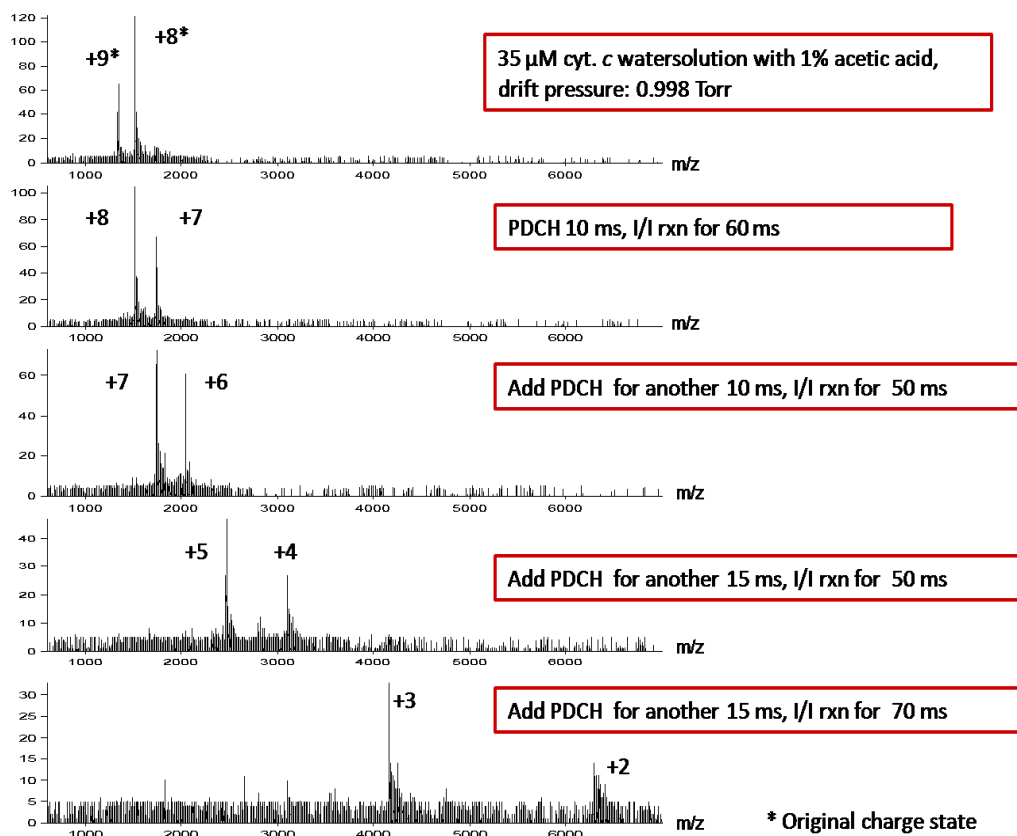 120
100
80
60
40
20
0
+9*
+8*
35 µM cyt. c watersolution with 1% acetic acid,
drift pressure: 0.998 Torr
1000 2000 3000 4000 5000 6000
m/z
100
80
60
40
20
0
+8
+7
PDCH 10 ms, I/I rxn for 60 ms
1000 2000 3000 4000 5000 6000
m/z
60
40
20
0
+7
+6
Add PDCH for another 10 ms, I/I rxn for 50 ms
1000 2000 3000 4000 5000 6000
m/z
40
30
20
10
0
+5
+4
Add PDCH for another 15 ms, I/I rxn for 50 ms
1000 2000 3000 4000 5000 6000
m/z
30
25
20
15
10
5
0
+3
+2
Add PDCH for another 15 ms, I/I rxn for 70 ms
1000 2000 3000 4000 5000 6000
* Original charge state